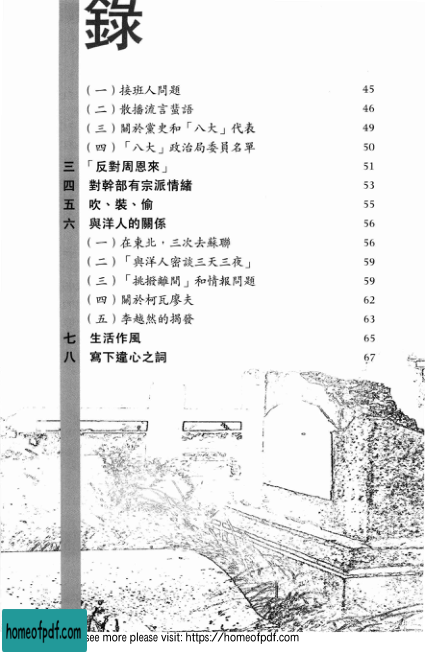 錄
(一)接班人問題 45
(二)散播流言蜚語 46
(三)關於黨史和「八大」代表 49
(四)「八大」政治局委員名單 50
三 「反對周恩來」 51
四 對幹部有宗派情緒 53
五 吹、裝、偷 55
六 與洋人的關係 56
(一)在東北,三次去蘇聯 56
(二)「與洋人密談三天三夜」 59
(三)「挑撥離間」和情報問題 59
(四)關於柯瓦廖夫 62
(五)李越然的揭發 63
七 生活作風 65
八 寫下違心之詞 67
homeofpdf.com
see more please visit: https://homeofpdf.com